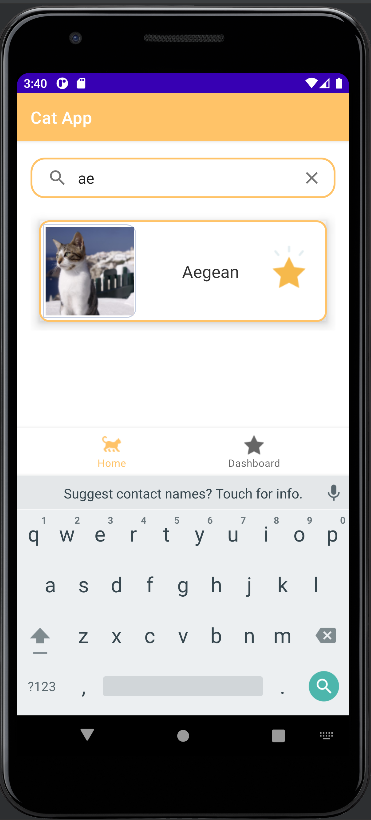 3:40
Cat App
ae
Aegean
Home Dashboard
Suggest contact names? Touch for info.
1 2 3 4 5 6 7 8 9 0
q w e r t y u i o p
a s d f g h j k l
z x c v b n m
?123 , .